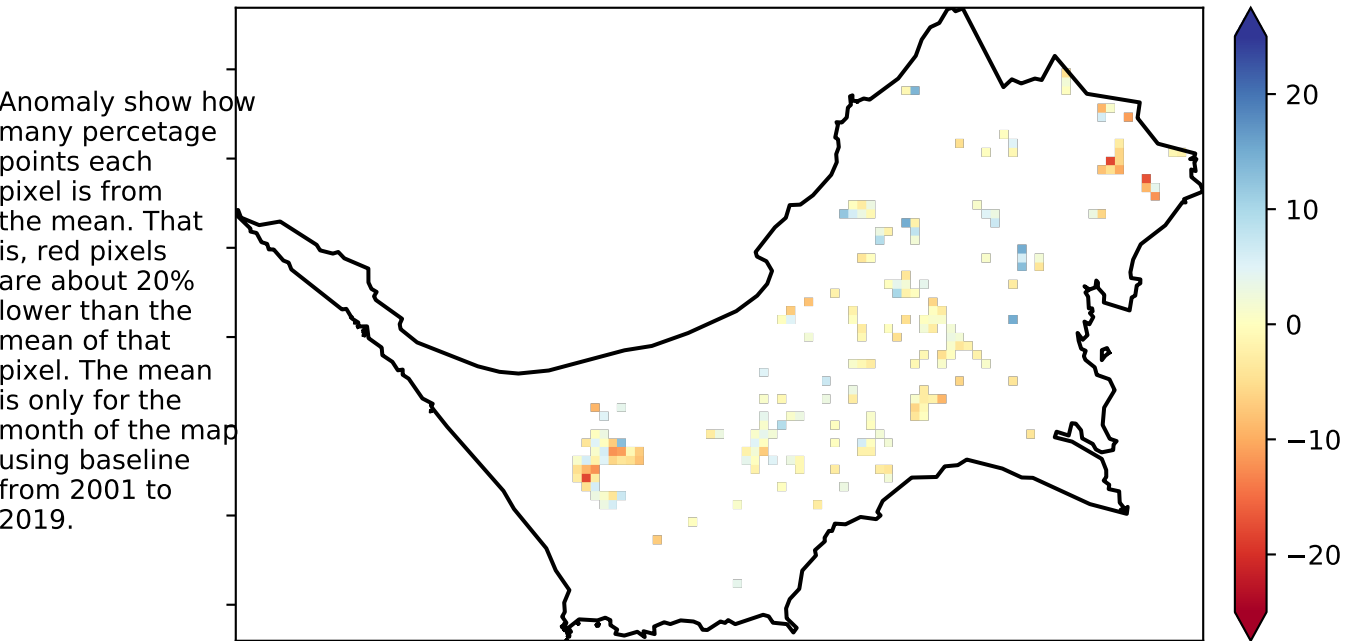 Anomaly show how
many percetage
points each
pixel is from
the mean. That
is, red pixels
are about 20%
lower than the
mean of that
pixel. The mean
is only for the
month of the map
using baseline
from 2001 to
2019.
20
10
0
−10
−20